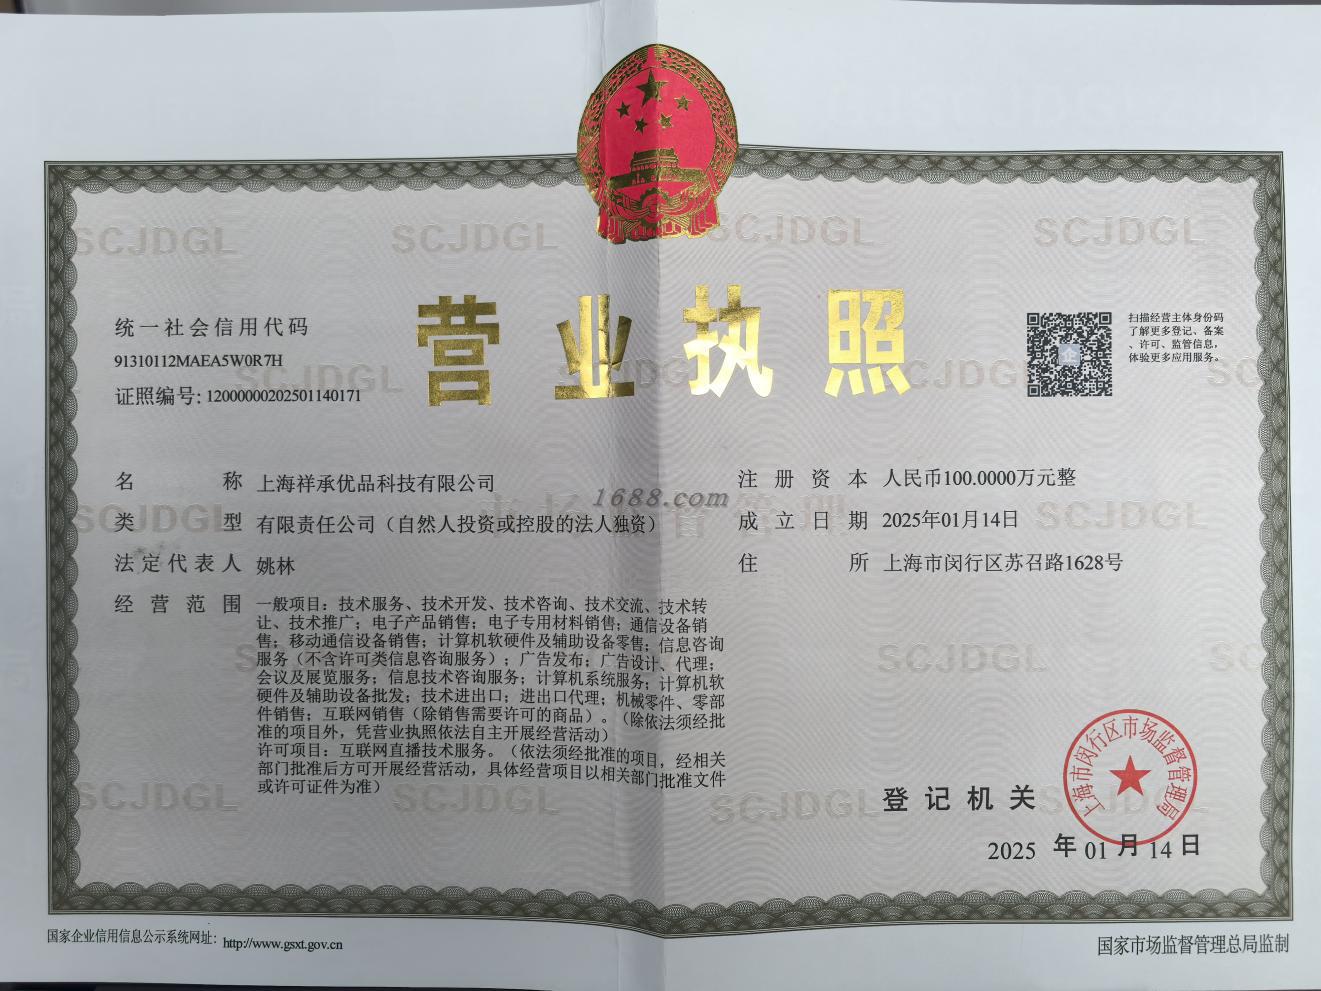 营业执照
统一社会信用代码
91310112MAEA5W0R7H
证照编号: 12000000202501140171
扫描经营主体身份码
了解更多登记、备案
、许可、监管信息,
体验更多应用服务。
名称 上海祥承优品科技有限公司
类型 有限责任公司（自然人投资或控股的法人独资）
法定代表人 姚林
经营范围 一般项目：技术服务、技术开发、技术咨询、技术交流、技术转
让、技术推广；电子产品销售；电子专用材料销售；通信设备销
售；移动通信设备销售；计算机软硬件及辅助设备零售；信息咨询
服务（不含许可类信息咨询服务）；广告发布；广告设计、代理；
会议及展览服务；信息技术咨询服务；计算机系统服务；计算机软
硬件及辅助设备批发；技术进出口；进出口代理；机械零件、零部
件销售；互联网销售（除销售需要许可的商品）。（除依法须经批
准的项目外，凭营业执照依法自主开展经营活动）
许可项目：互联网直播技术服务。（依法须经批准的项目，经相关
部门批准后方可开展经营活动，具体经营项目以相关部门批准文件
或许可证件为准）
注册资本 人民币100.0000万元整
成立日期 2025年01月14日
住所 上海市闵行区苏召路1628号
1688.com
登记机关
上海市闵行区市场监督管理局
2025 年 01 月 14 日
国家企业信用信息公示系统网址: http://www.gsxt.gov.cn
国家市场监督管理总局监制
SCJDGL